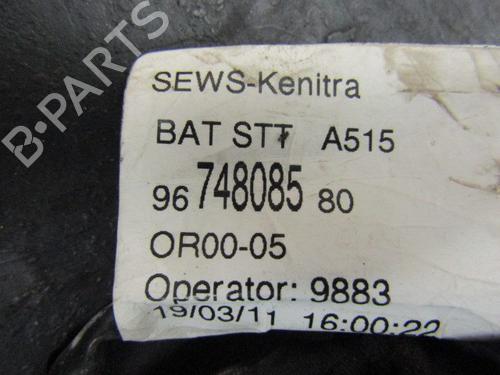 SEWS-Kenitra
BAT STT A515
96 748085 80
OR00-05
Operator: 9883
19/03/11 16:00:22
B-PARTS